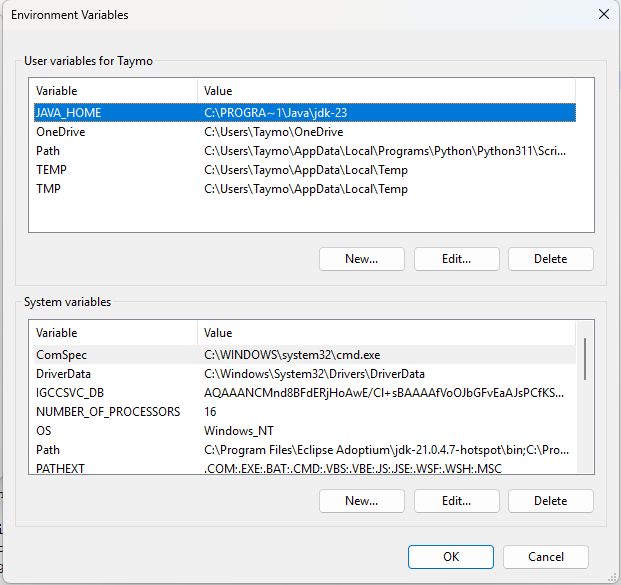 Environment Variables
User variables for Taymo
Variable Value
JAVA_HOME C:\PROGRA~1\Java\jdk-23
OneDrive C:\Users\Taymo\OneDrive
Path C:\Users\Taymo\AppData\Local\Programs\Python\Python311\Scri...
TEMP C:\Users\Taymo\AppData\Local\Temp
TMP C:\Users\Taymo\AppData\Local\Temp
New... Edit... Delete
System variables
Variable Value
ComSpec C:\WINDOWS\system32\cmd.exe
DriverData C:\Windows\System32\Drivers\DriverData
IGCCSVC_DB AQAAANCMnd8BFdERjHoAwE/Cl+sBAAAAfVoOJbGFvEaAJsPCfKS...
NUMBER_OF_PROCESSORS 16
OS Windows_NT
Path C:\Program Files\Eclipse Adoptium\jdk-21.0.4.7-hotspot\bin;C:\Pro...
PATHEXT .COM;.EXE;.BAT;.CMD;.VBS;.VBE;.JS;.JSE;.WSF;.WSH;.MSC
New... Edit... Delete
OK Cancel